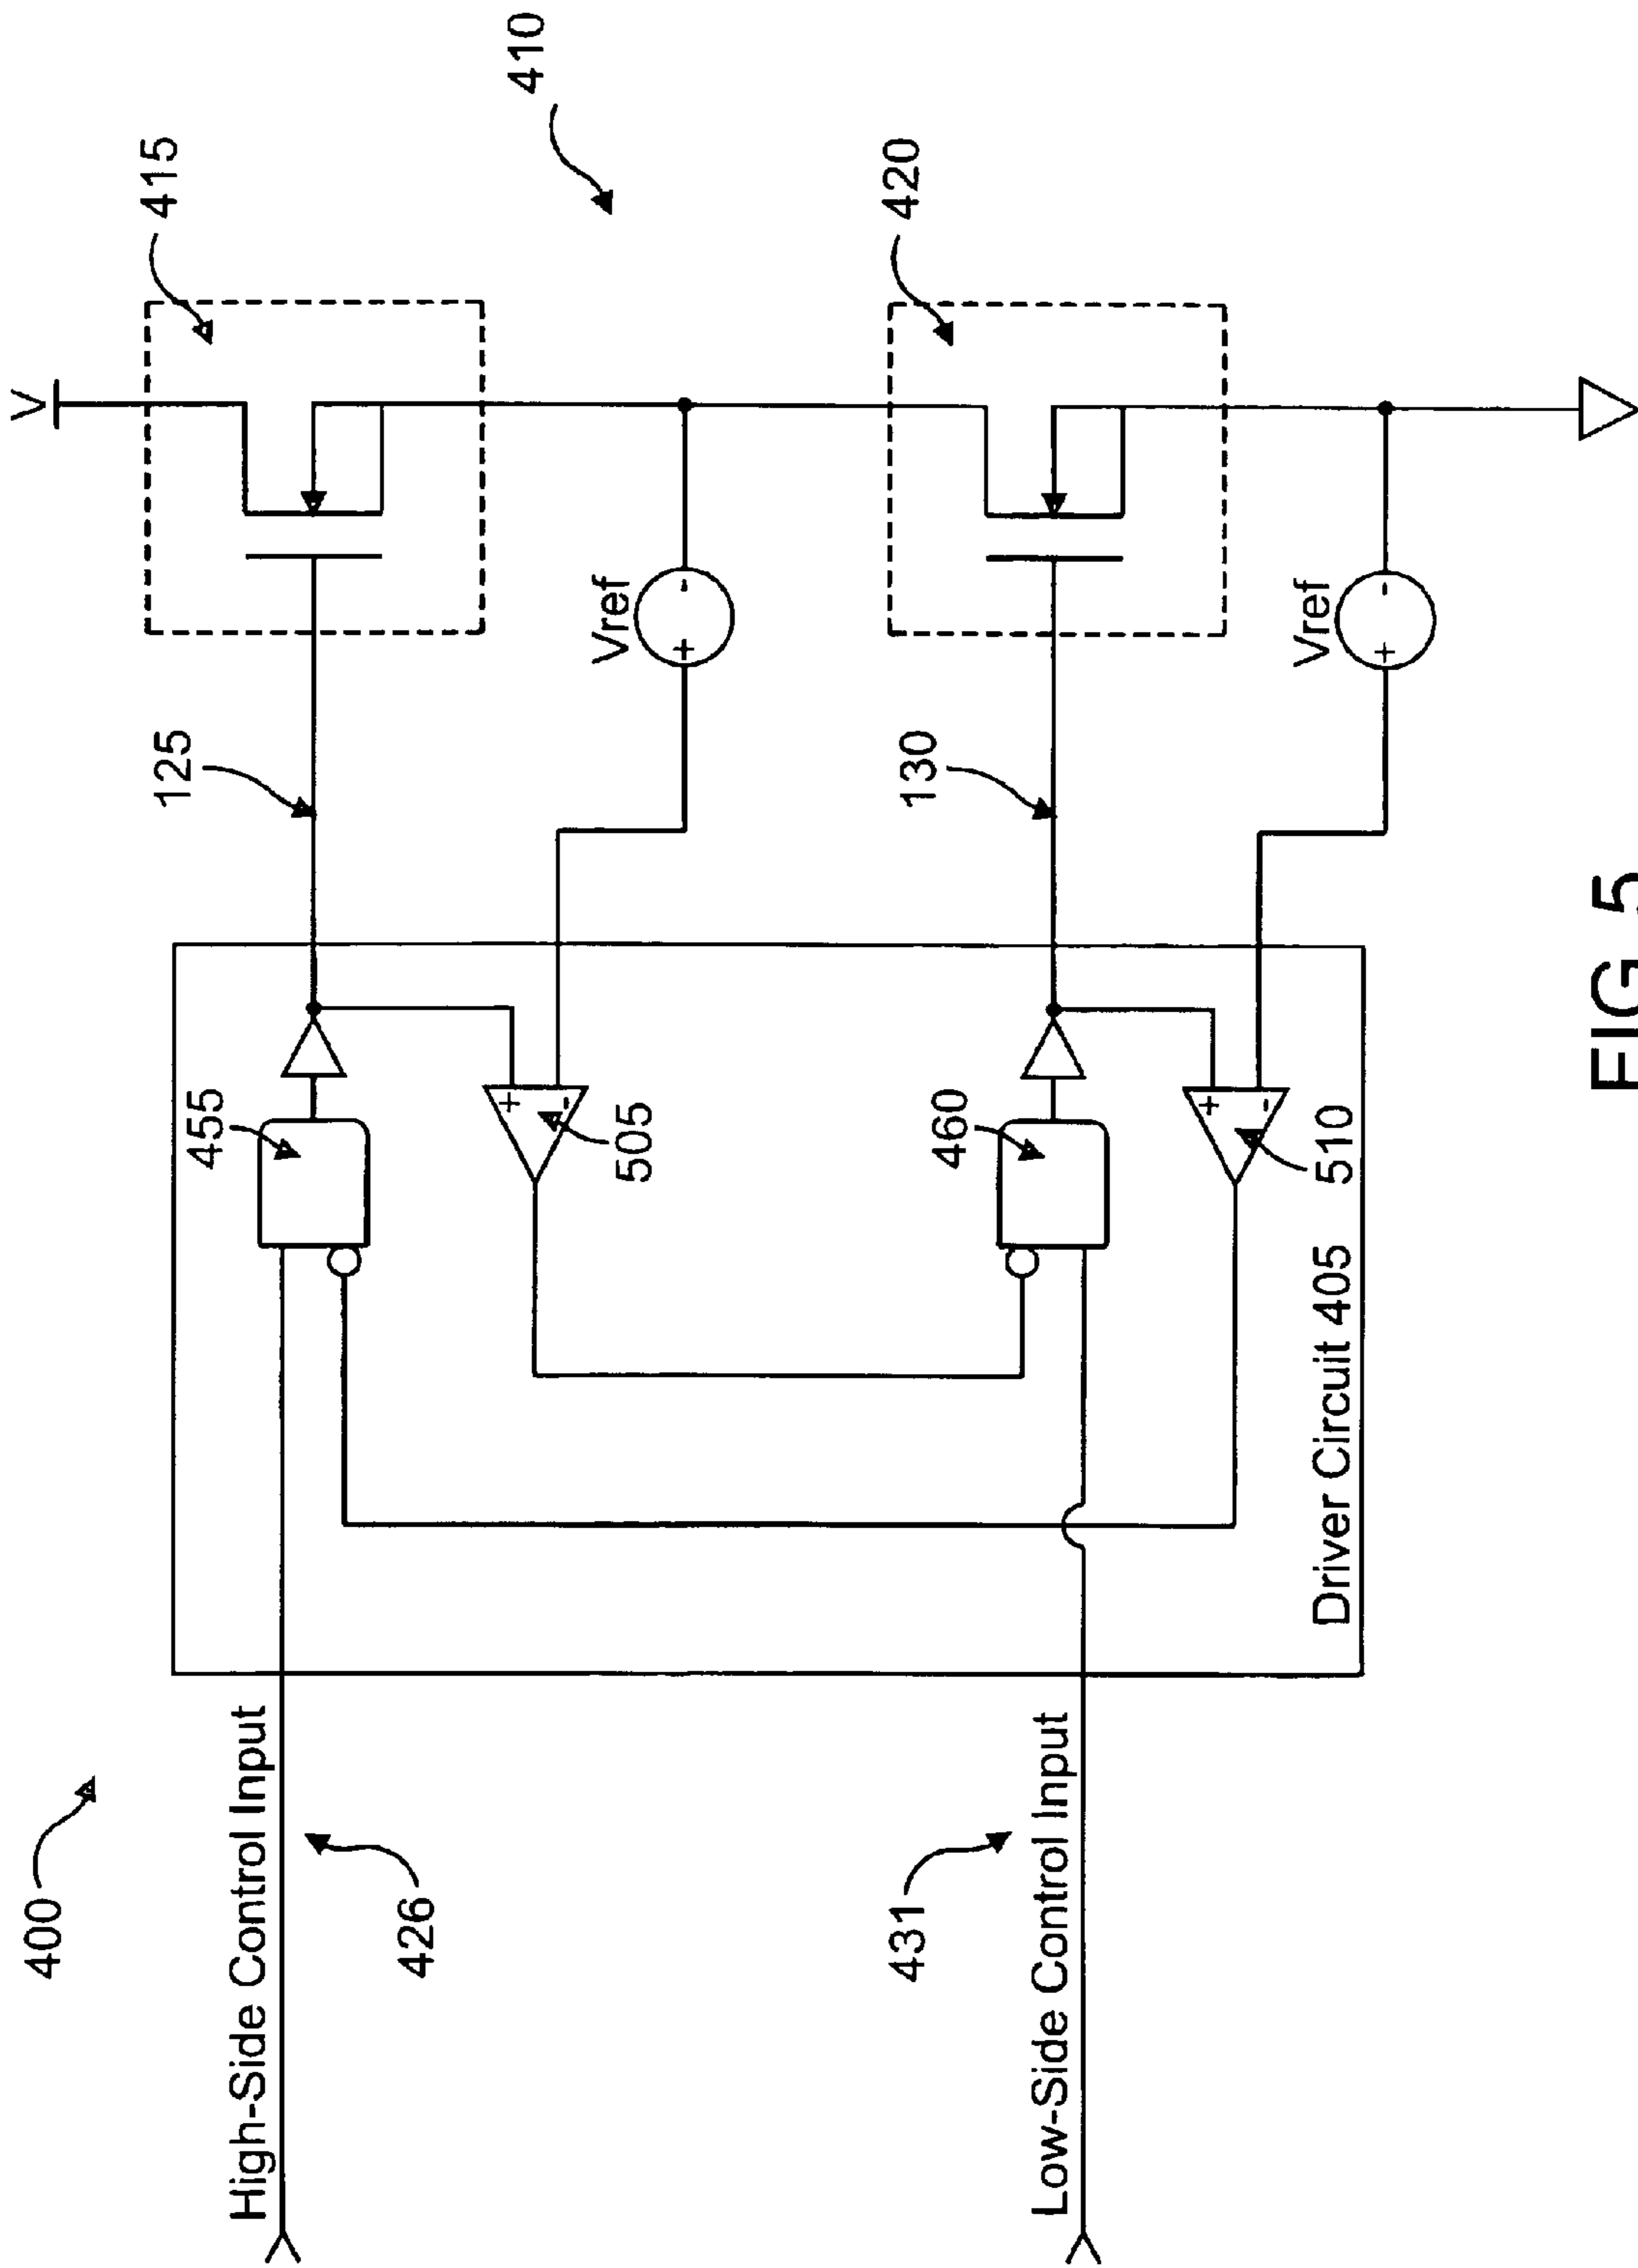 400
High-Side Control Input
426
431
Low-Side Control Input
455
505
460
510
Driver Circuit 405
125
130
V
415
410
420
Vref
+ -
Vref
+ -
+
-
+
-
FIG. 5